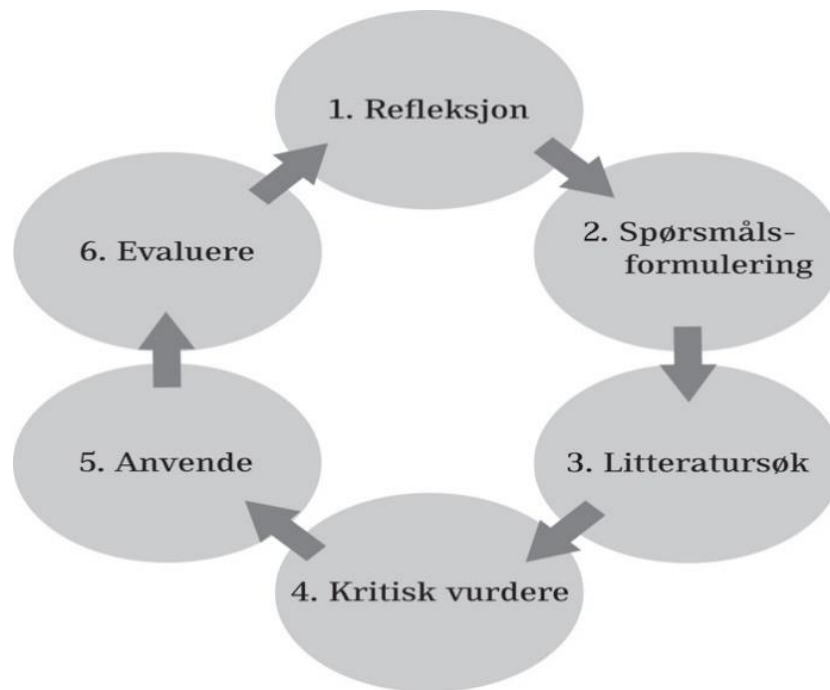 1. Refleksjon
2. Spørsmåls-
formulering
3. Litteratursøk
4. Kritisk vurdere
5. Anvende
6. Evaluere